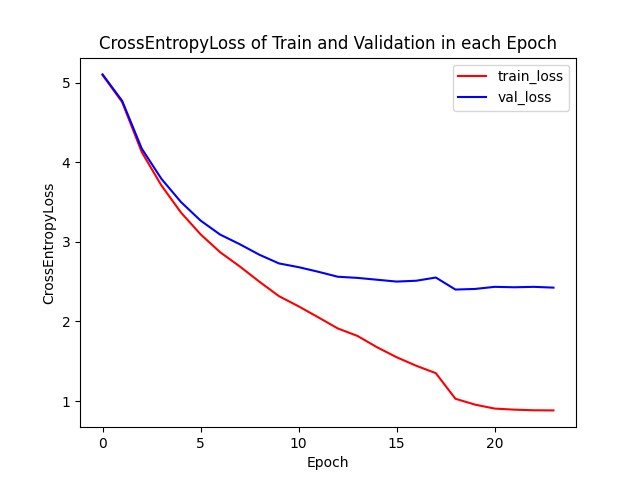 CrossEntropyLoss of Train and Validation in each Epoch
train_loss
val_loss
CrossEntropyLoss
5
4
3
2
1
0
5
10
15
20
Epoch